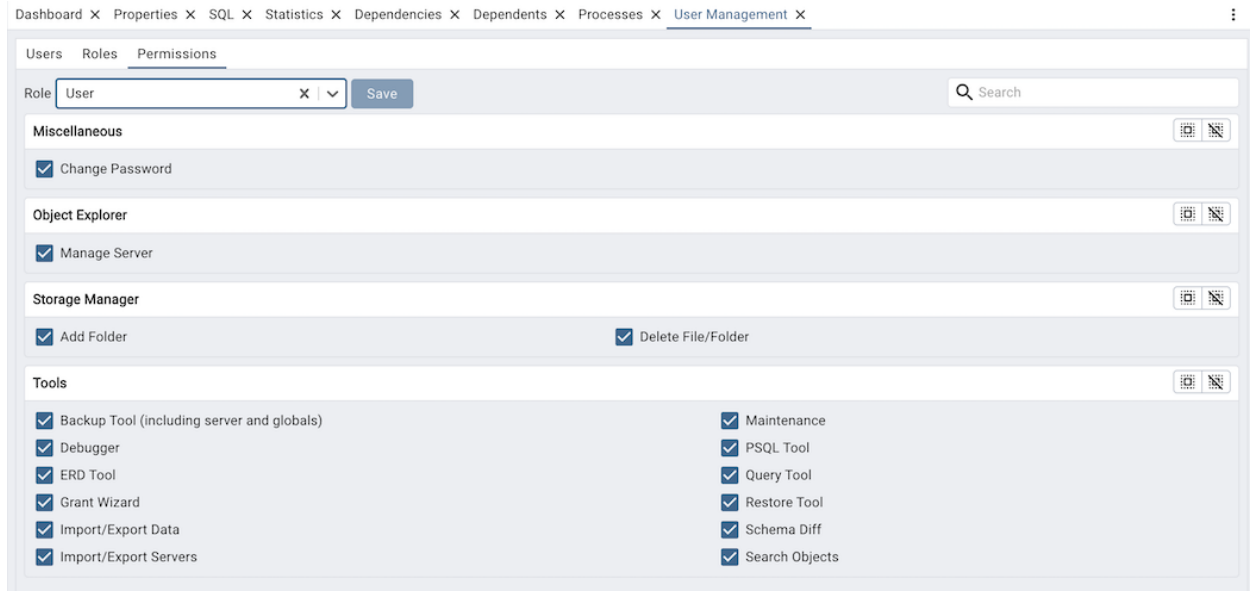 Dashboard Properties SQL Statistics Dependencies Dependents Processes User Management
Users Roles Permissions
Role User Save Search
Miscellaneous
Change Password
Object Explorer
Manage Server
Storage Manager
Add Folder Delete File/Folder
Tools
Backup Tool (including server and globals) Maintenance
Debugger PSQL Tool
ERD Tool Query Tool
Grant Wizard Restore Tool
Import/Export Data Schema Diff
Import/Export Servers Search Objects